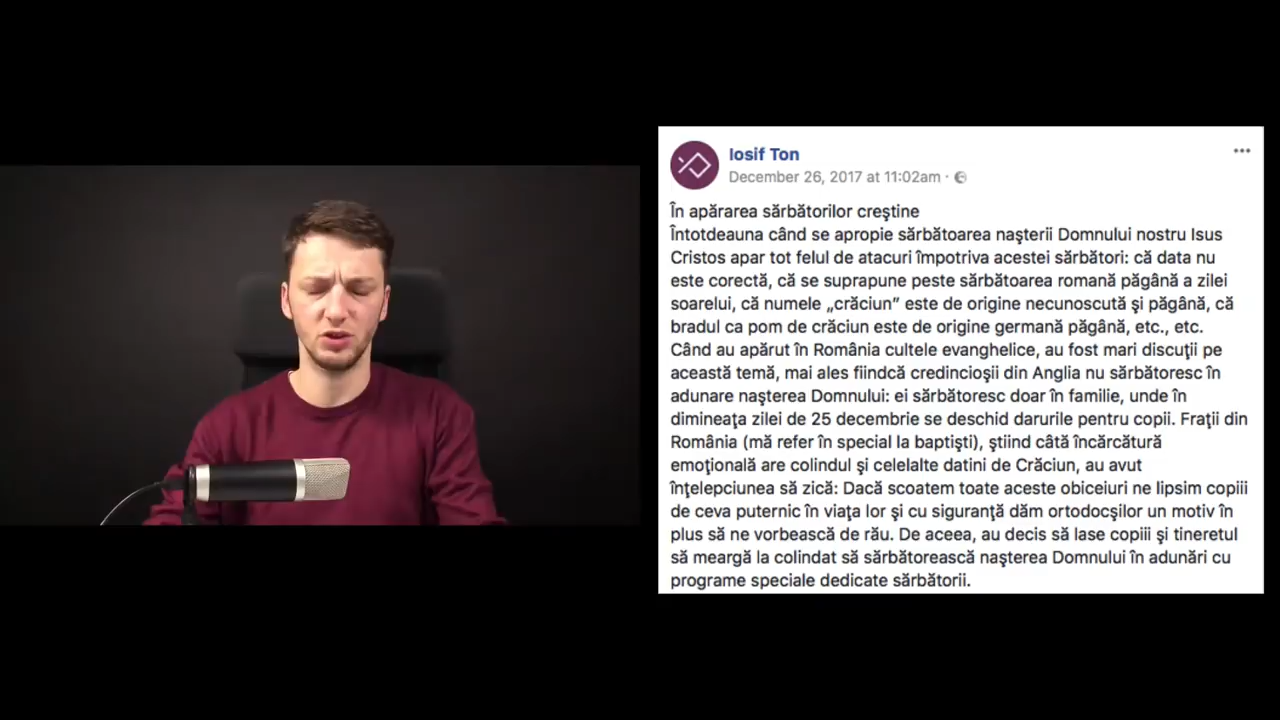 Iosif Ton
December 26, 2017 at 11:02am ·
În apărarea sărbătorilor creştine
Întotdeauna când se apropie sărbătoarea naşterii Domnului nostru Isus
Cristos apar tot felul de atacuri împotriva acestei sărbători: că data nu
este corectă, că se suprapune peste sărbătoarea romană păgână a zilei
soarelui, că numele „crăciun” este de origine necunoscută şi păgână, că
bradul ca pom de crăciun este de origine germană păgână, etc., etc.
Când au apărut în România cultele evanghelice, au fost mari discuţii pe
această temă, mai ales fiindcă credincioşii din Anglia nu sărbătoresc în
adunare naşterea Domnului: ei sărbătoresc doar în familie, unde în
dimineaţa zilei de 25 decembrie se deschid darurile pentru copii. Fraţii din
România (mă refer în special la baptişti), ştiind câtă încărcătură
emoţională are colindul şi celelalte datini de Crăciun, au avut
înţelepciunea să zică: Dacă scoatem toate aceste obiceiuri ne lipsim copiii
de ceva puternic în viaţa lor şi cu siguranţă dăm ortodocşilor un motiv în
plus să ne vorbească de rău. De aceea, au decis să lase copiii şi tineretul
să meargă la colindat să sărbătorească naşterea Domnului în adunări cu
programe speciale dedicate sărbătorii.